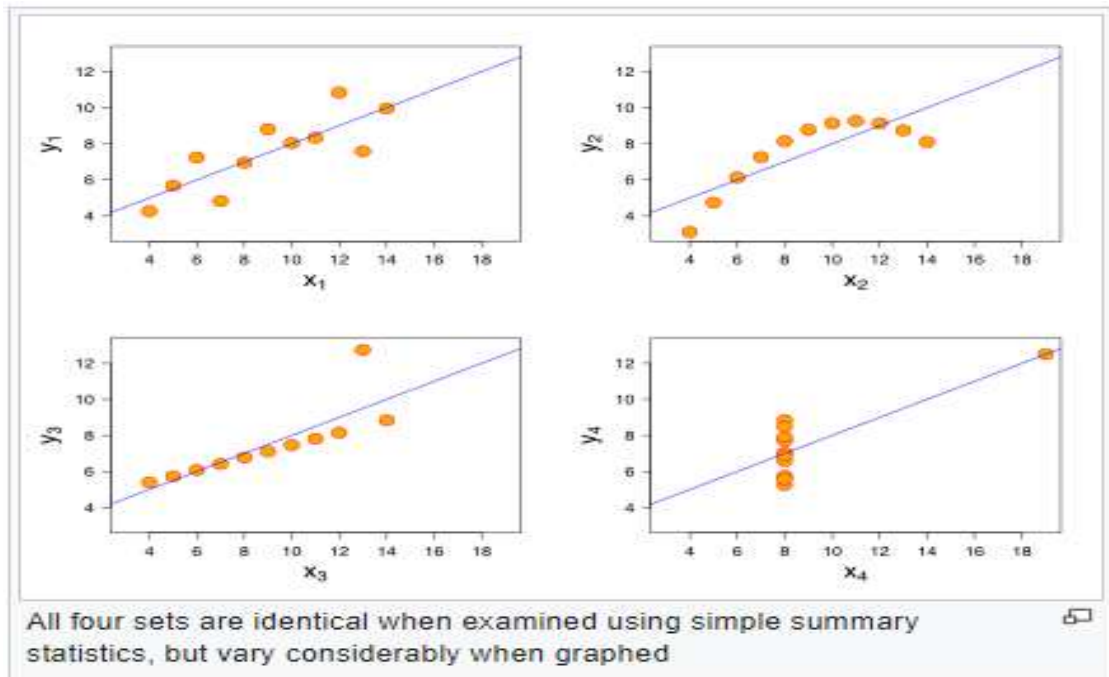 12
10
8
6
4
y1
4 6 8 10 12 14 16 18
x1
12
10
8
6
4
y2
4 6 8 10 12 14 16 18
x2
12
10
8
6
4
y3
4 6 8 10 12 14 16 18
x3
12
10
8
6
4
y4
4 6 8 10 12 14 16 18
x4
All four sets are identical when examined using simple summary
statistics, but vary considerably when graphed